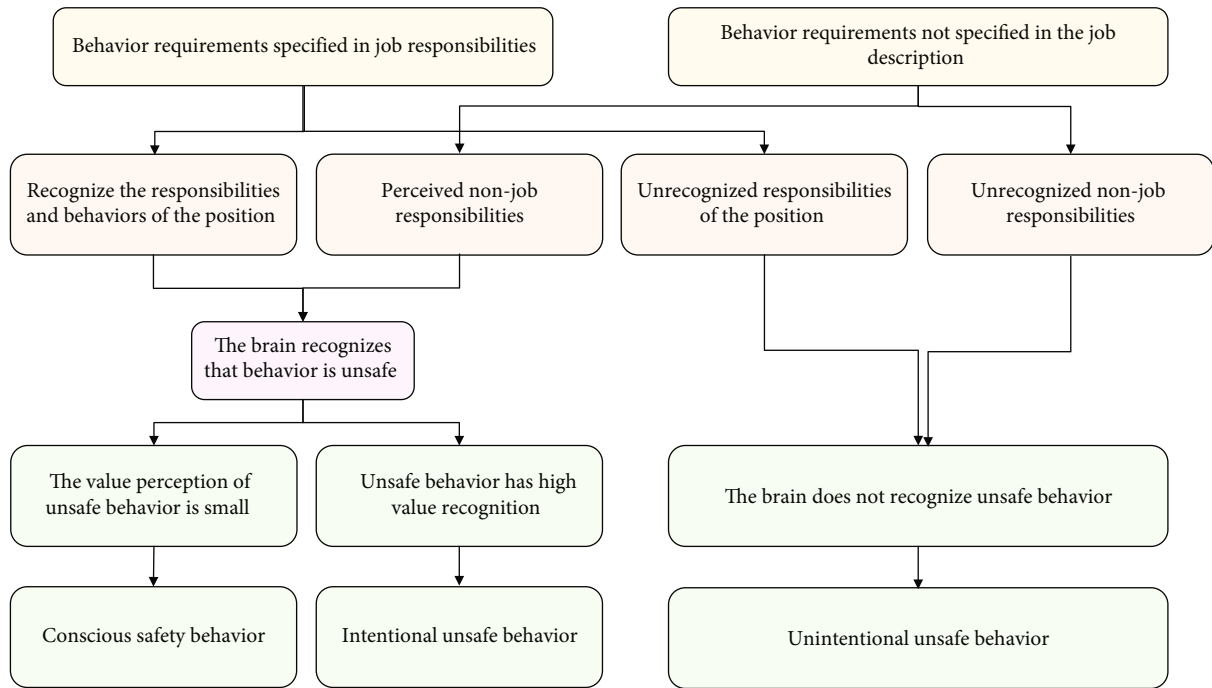 Behavior requirements specified in job responsibilities
Behavior requirements not specified in the job
description
Recognize the responsibilities
and behaviors of the position
Perceived non-job
responsibilities
Unrecognized responsibilities
of the position
Unrecognized non-job
responsibilities
The brain recognizes
that behavior is unsafe
The value perception of
unsafe behavior is small
Unsafe behavior has high
value recognition
The brain does not recognize unsafe behavior
Conscious safety behavior
Intentional unsafe behavior
Unintentional unsafe behavior